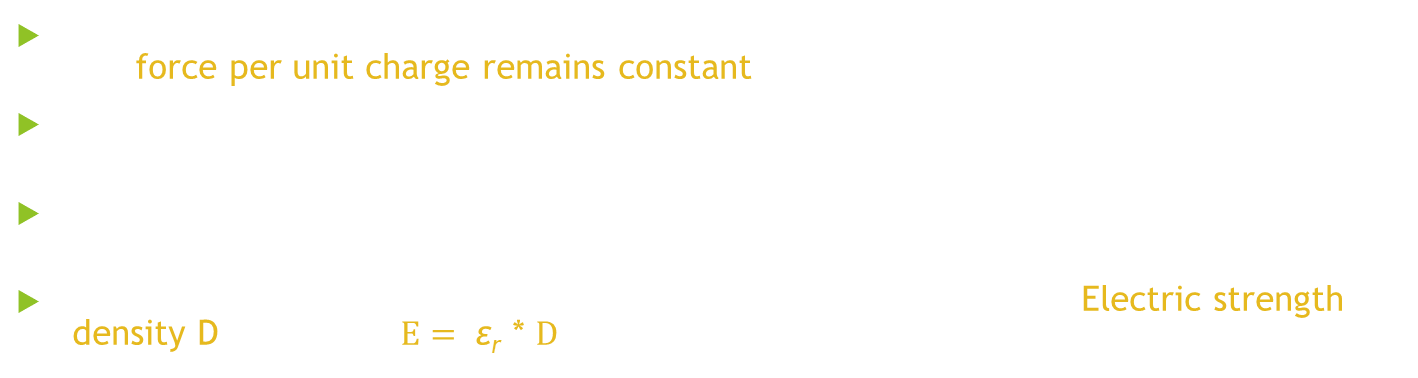 force per unit charge remains constant
Electric strength
density D E = εᵣ * D